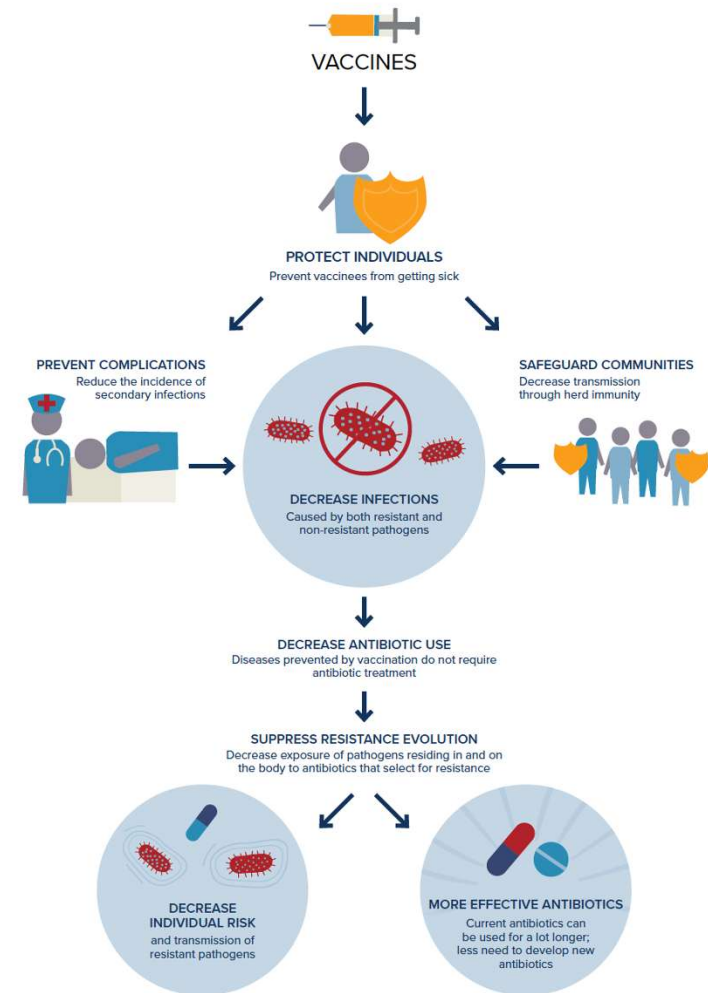 VACCINES
PROTECT INDIVIDUALS
Prevent vaccinees from getting sick
PREVENT COMPLICATIONS
Reduce the incidence of
secondary infections
SAFEGUARD COMMUNITIES
Decrease transmission
through herd immunity
DECREASE INFECTIONS
Caused by both resistant and
non-resistant pathogens
DECREASE ANTIBIOTIC USE
Diseases prevented by vaccination do not require
antibiotic treatment
SUPPRESS RESISTANCE EVOLUTION
Decrease exposure of pathogens residing in and on
the body to antibiotics that select for resistance
DECREASE
INDIVIDUAL RISK
and transmission of
resistant pathogens
MORE EFFECTIVE ANTIBIOTICS
Current antibiotics can
be used for a lot longer;
less need to develop new
antibiotics